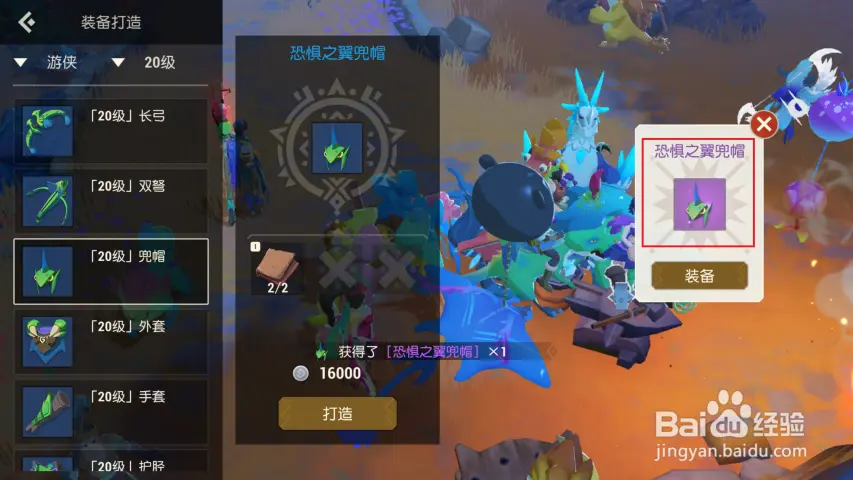 装备打造
游侠 20级
「20级」长弓
「20级」双弩
「20级」兜帽
「20级」外套
「20级」手套
「20级」护胫
恐惧之翼兜帽
1
2/2
获得了 [恐惧之翼兜帽] ×1
16000
打造
恐惧之翼兜帽
装备
Baidu经验
jingyan.baidu.com